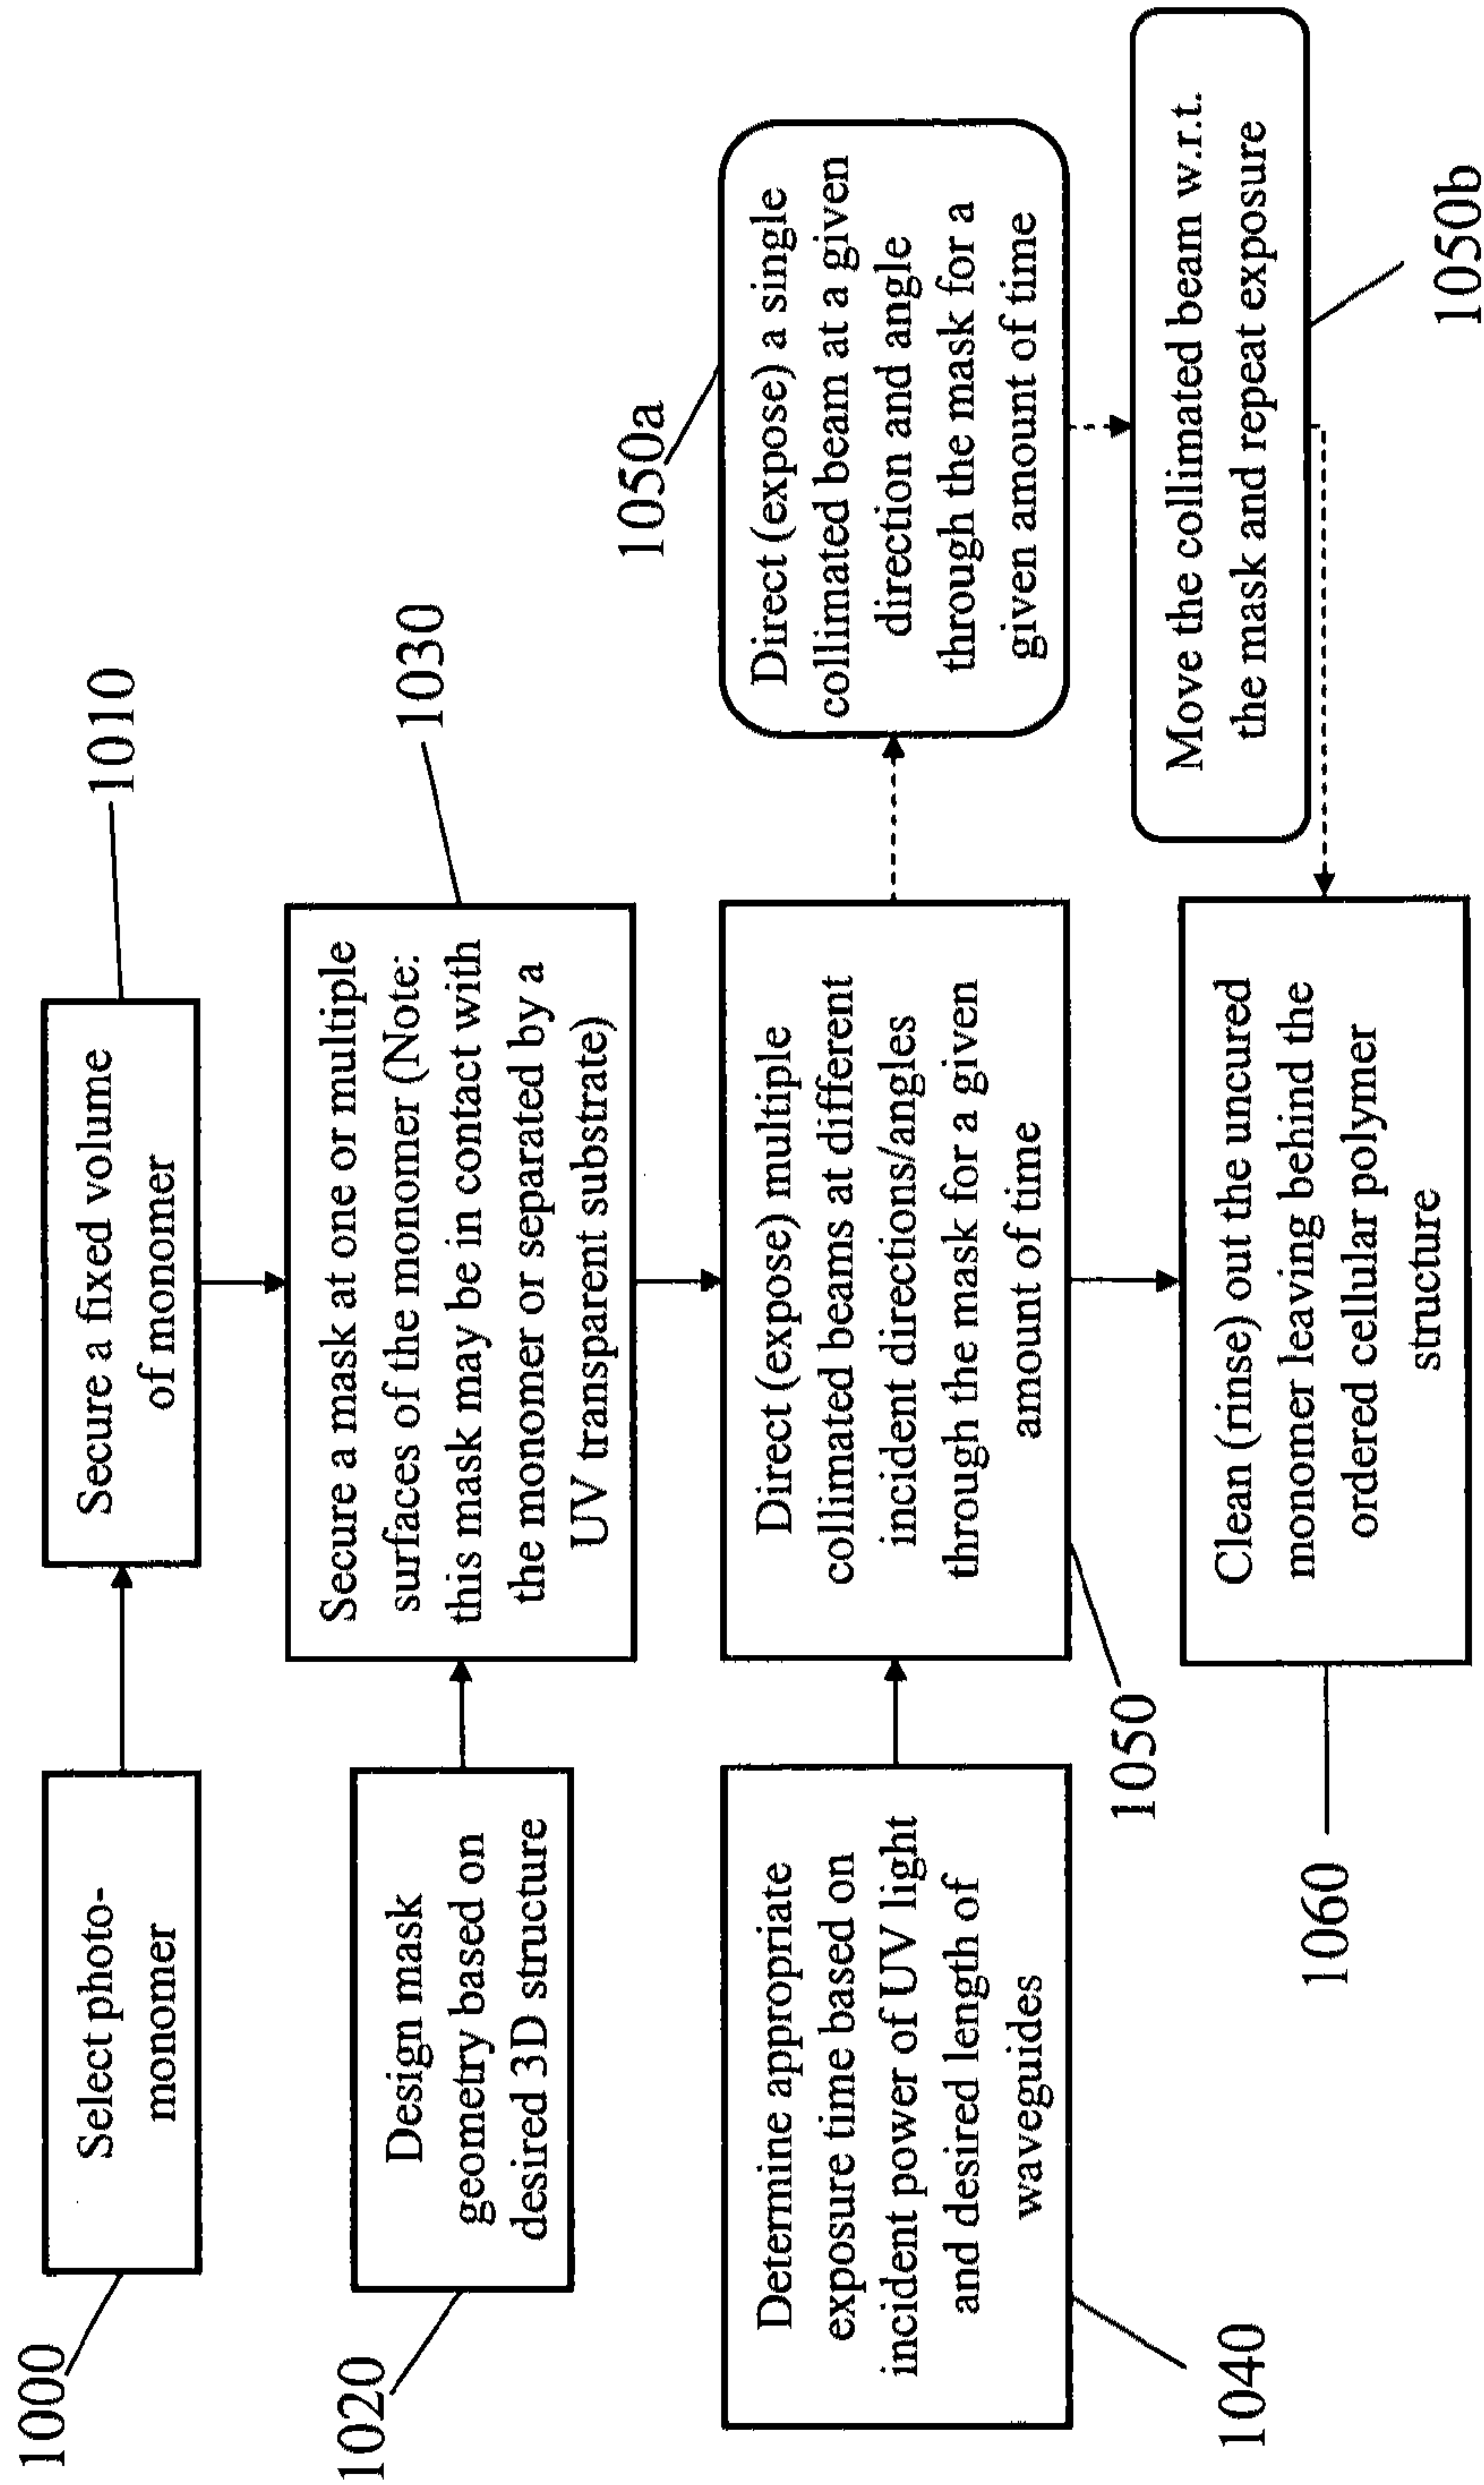 1000
Select photo-
monomer
Secure a fixed volume
of monomer
1010
1020
Design mask
geometry based on
desired 3D structure
Secure a mask at one or multiple
surfaces of the monomer (Note:
this mask may be in contact with
the monomer or separated by a
UV transparent substrate)
1030
1040
Determine appropriate
exposure time based on
incident power of UV light
and desired length of
waveguides
1050
Direct (expose) multiple
collimated beams at different
incident directions/angles
through the mask for a given
amount of time
1050a
Direct (expose) a single
collimated beam at a given
direction and angle
through the mask for a
given amount of time
Move the collimated beam w.r.t.
the mask and repeat exposure
1050b
1060
Clean (rinse) out the uncured
monomer leaving behind the
ordered cellular polymer
structure